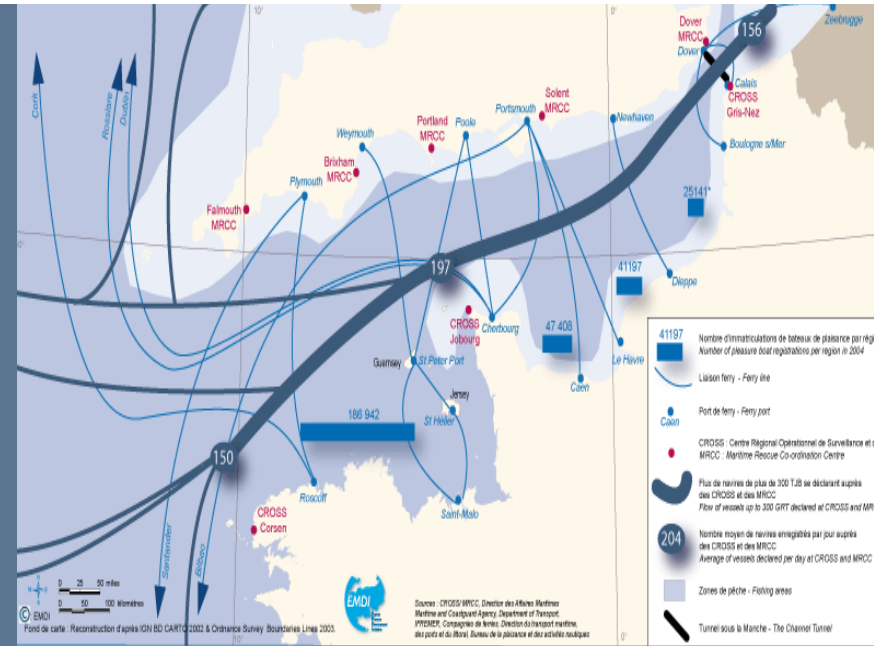 10°
0°
Zeebrugge
Dover
MRCC
156
Dover
Calais
CROSS
Gris-Nez
Boulogne s/Mer
Cork
Rosslare
Dublin
Solent
MRCC
Portsmouth
Newhaven
Poole
Portland
MRCC
Weymouth
Brixham
MRCC
Plymouth
Falmouth
MRCC
25141*
197
41197
Dieppe
CROSS
Jobourg
Cherbourg
47 408
Le Havre
Caen
Guernsey
St Peter Port
Jersey
St Hélier
186 942
150
Roscoff
Saint-Malo
CROSS
Corsen
Santander
Bilbao
41197
Nombre d'immatriculations de bateaux de plaisance par régi
Number of pleasure boat registrations per region in 2004
Liaison ferry - Ferry line
Caen
Port de ferry - Ferry port
CROSS : Centre Régional Opérationnel de Surveillance et
MRCC : Maritime Rescue Co-ordination Centre
Flux de navires de plus de 300 TJB se déclarant auprès
des CROSS et des MRCC
Flow of vessels up to 300 GRT declared at CROSS and
204
Nombre moyen de navires enregistrés par jour auprès
des CROSS et des MRCC
Average of vessels declared per day at CROSS and MRCC
Zones de pêche - Fishing areas
Tunnel sous la Manche - The Channel Tunnel
0 25 50 miles
0 50 100 kilomètres
© EMDI
EMDI
Sources : CROSS/ MRCC, Direction des Affaires Maritimes
Maritime and Coastguard Agency, Department of Transport,
IFREMER, Compagnies de ferries, Direction du transport maritime,
des ports et du littoral, Bureau de la plaisance et des activités nautiques
Fond de carte : Reconstruction d'après IGN BD CARTO 2002 & Ordnance Survey Boundaries Lines 2003.
10°
0°